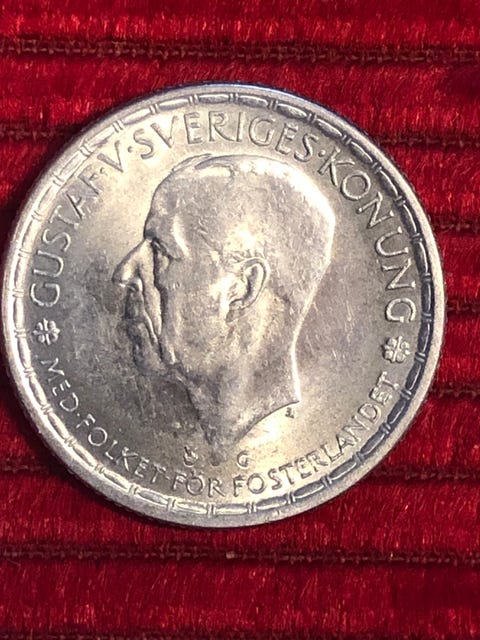 GUSTAF·V·SVERIGES·KONUNG
MED·FOLKET·FÖR FOSTERLANDET
G